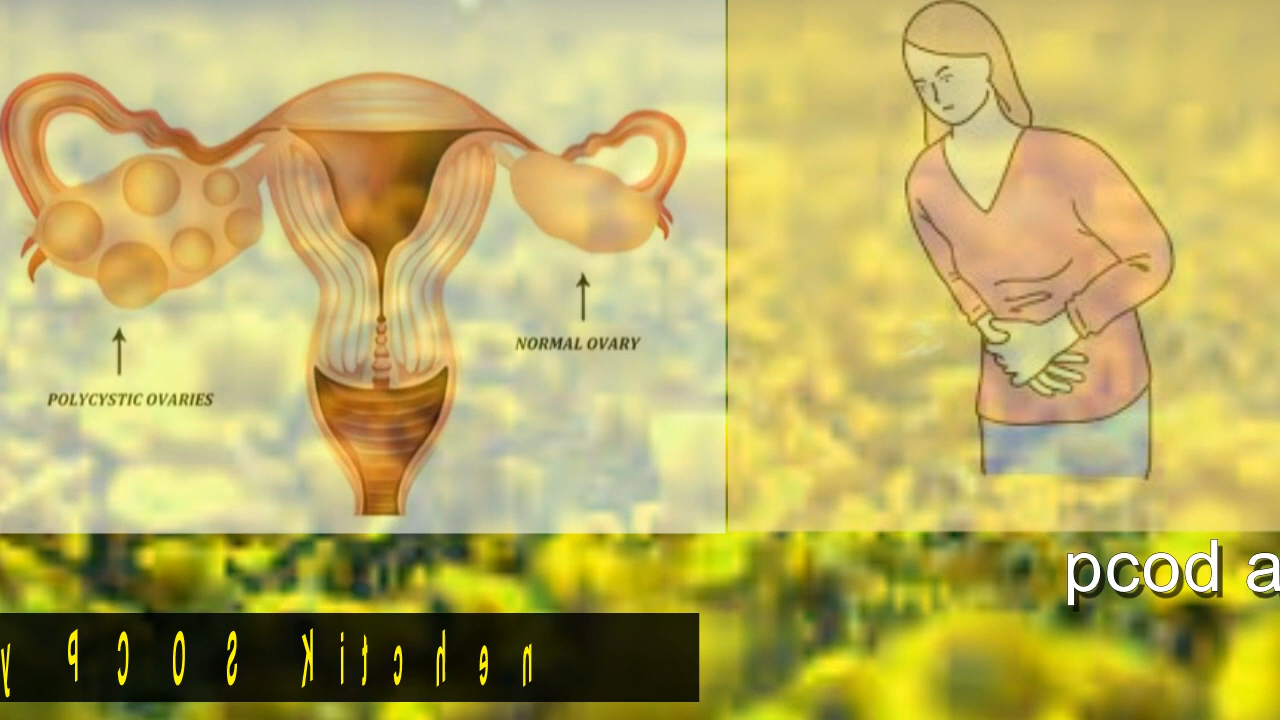 NORMAL OVARY
POLYCYSTIC OVARIES
pcod a
y PCOS Kitchen